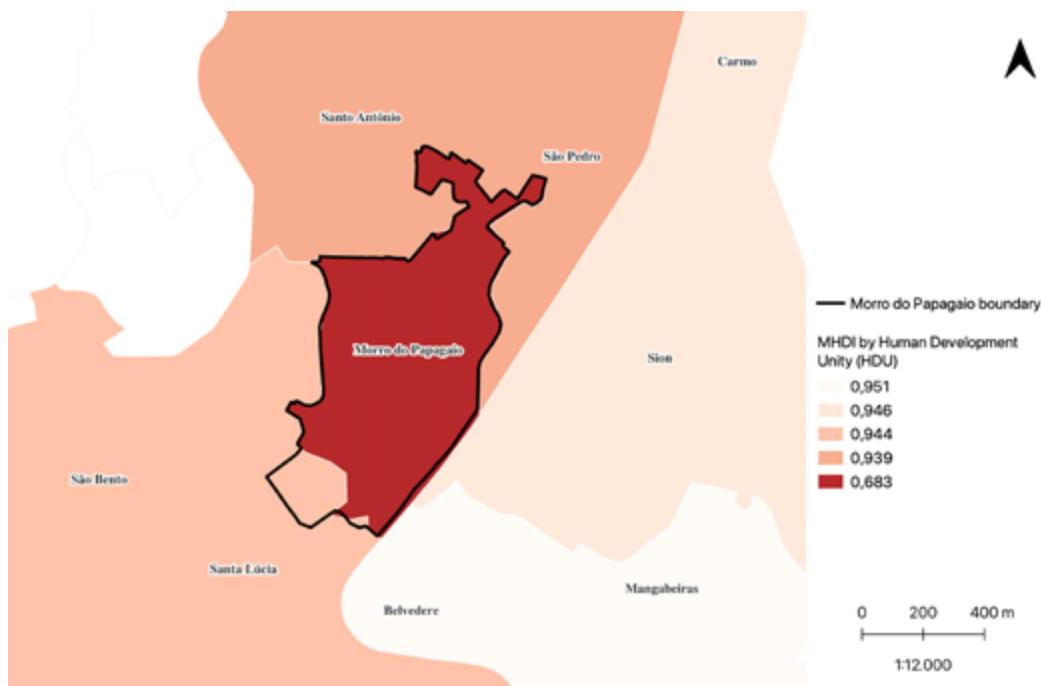 Carmo
Santo Antônio
São Pedro
Morro do Papagaio
Sion
São Bento
Santa Lúcia
Belvedere
Mangabeiras
Morro do Papagaio boundary
MHDI by Human Development
Unity (HDU)
0,951
0,946
0,944
0,939
0,683
0 200 400 m
1:12.000